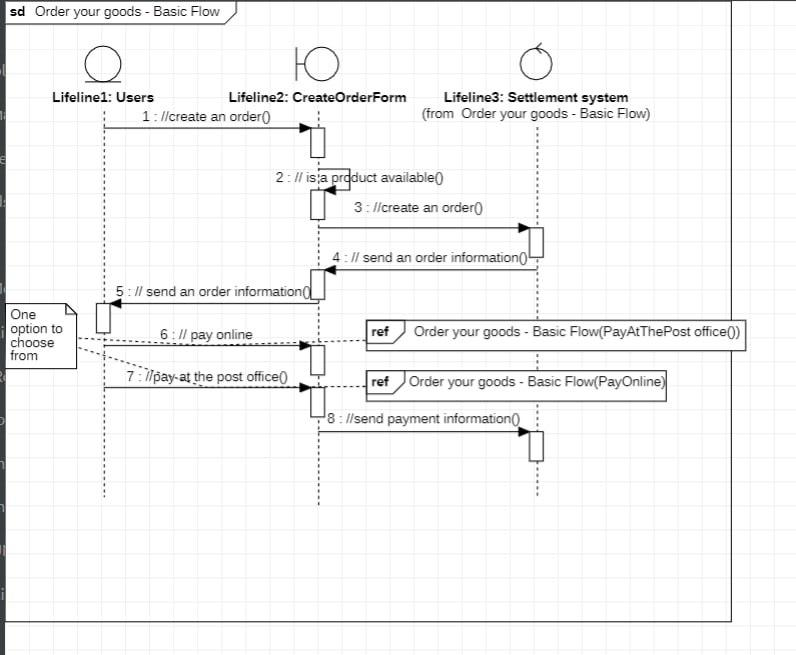 sd Order your goods - Basic Flow
Lifeline1: Users
Lifeline2: CreateOrderForm
Lifeline3: Settlement system
(from Order your goods - Basic Flow)
1 : //create an order()
2 : // is a product available()
3 : //create an order()
4 : // send an order information()
5 : // send an order information()
One
option to
choose
from
6 : // pay online
ref Order your goods - Basic Flow(PayAtThePost office())
7 : //pay at the post office()
ref Order your goods - Basic Flow(PayOnline)
8 : //send payment information()